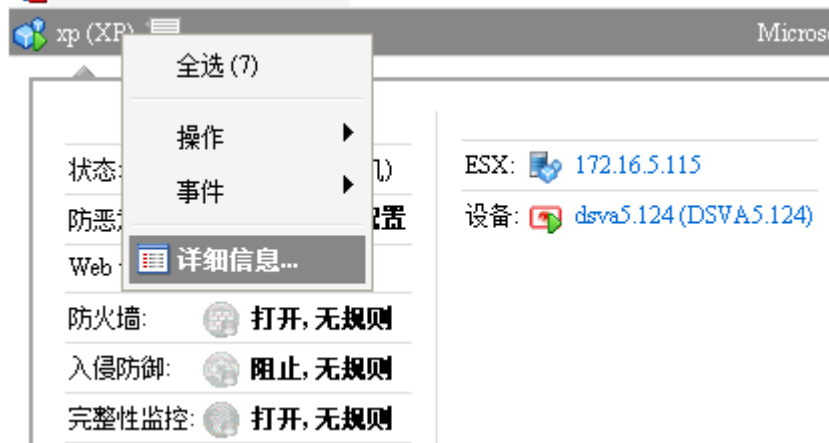 xp (XP)
Micros
全选 (7)
操作
事件
详细信息...
状态:
防恶
置
Web
防火墙: 打开, 无规则
入侵防御: 阻止, 无规则
完整性监控: 打开, 无规则
ESX: 172.16.5.115
设备: dsva5.124 (DSVA5.124)